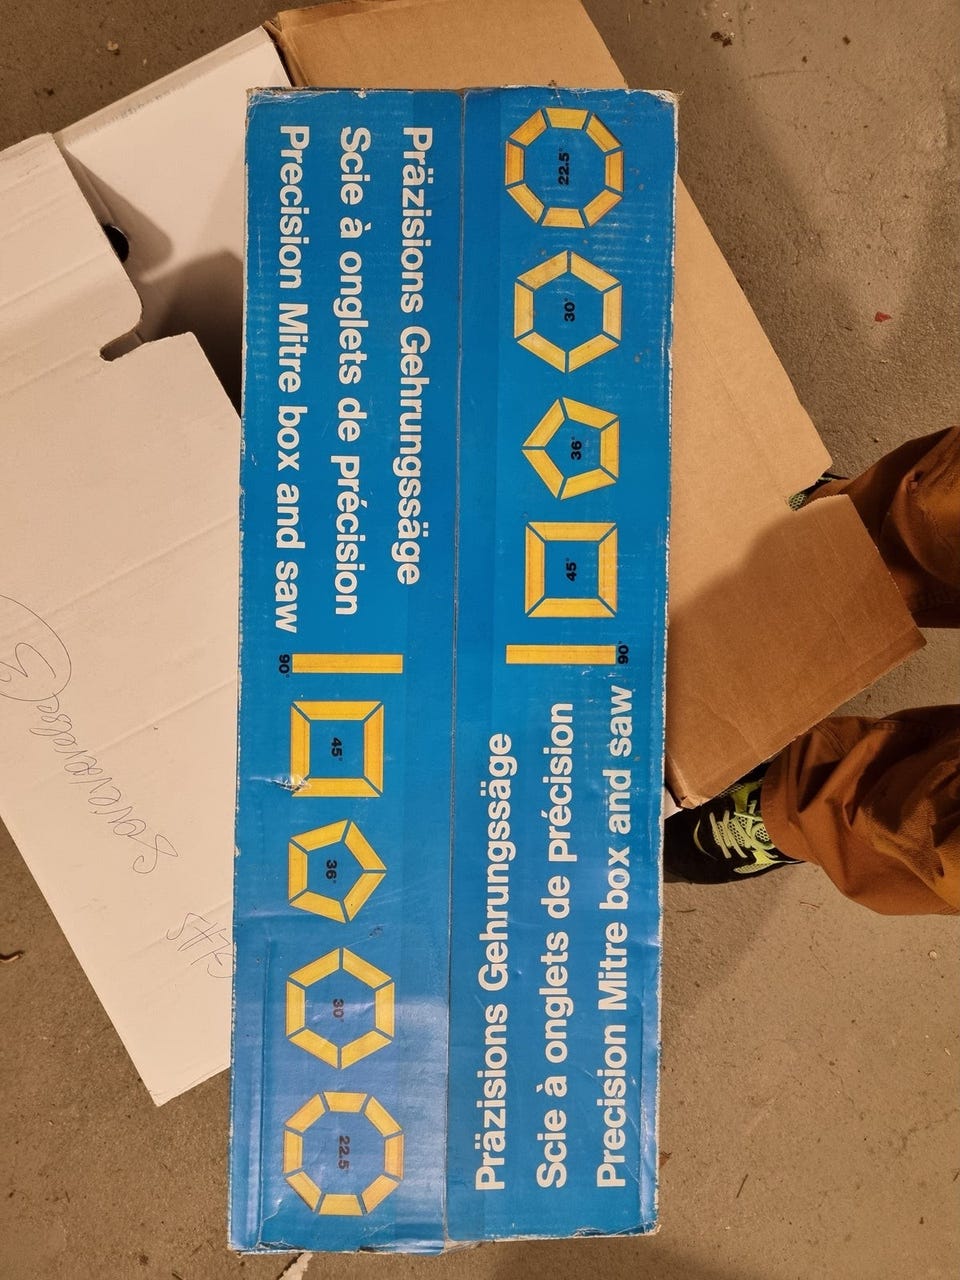 Präzisions Gehrungssäge
Scie à onglets de précision
Precision Mitre box and saw
90°
45°
36°
30°
22.5°
Präzisions Gehrungssäge
Scie à onglets de précision
Precision Mitre box and saw
90°
45°
36°
30°
22.5°